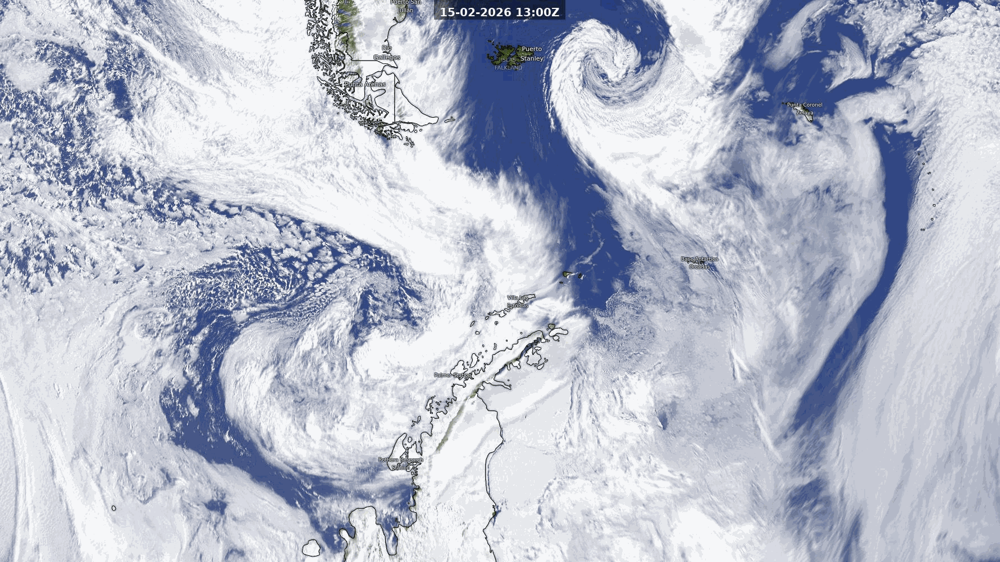 Puerto San
Julián
15-02-2026 13:00Z
Río
Gallegos
Puerto
Stanley
ISLAS
FALKLAND
Punta Arenas
Punta Coronel
Zelaya
Base Antártica
Orcadas
Villa Las
Estrellas
Palmer Station
Rothera Research
Station